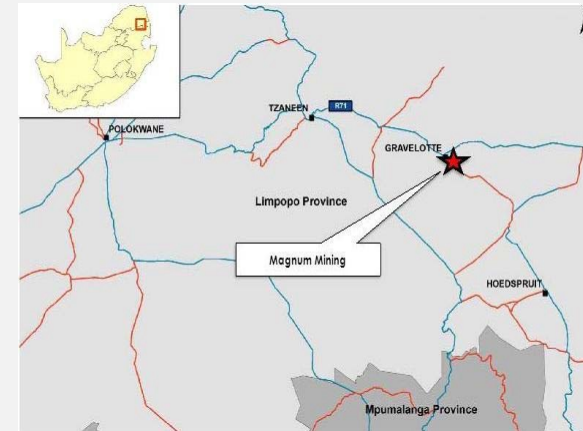 TZANEEN
R71
POLOKWANE
GRAVELOTTE
Limpopo Province
Magnum Mining
HOEDSPRUIT
Mpumalanga Province